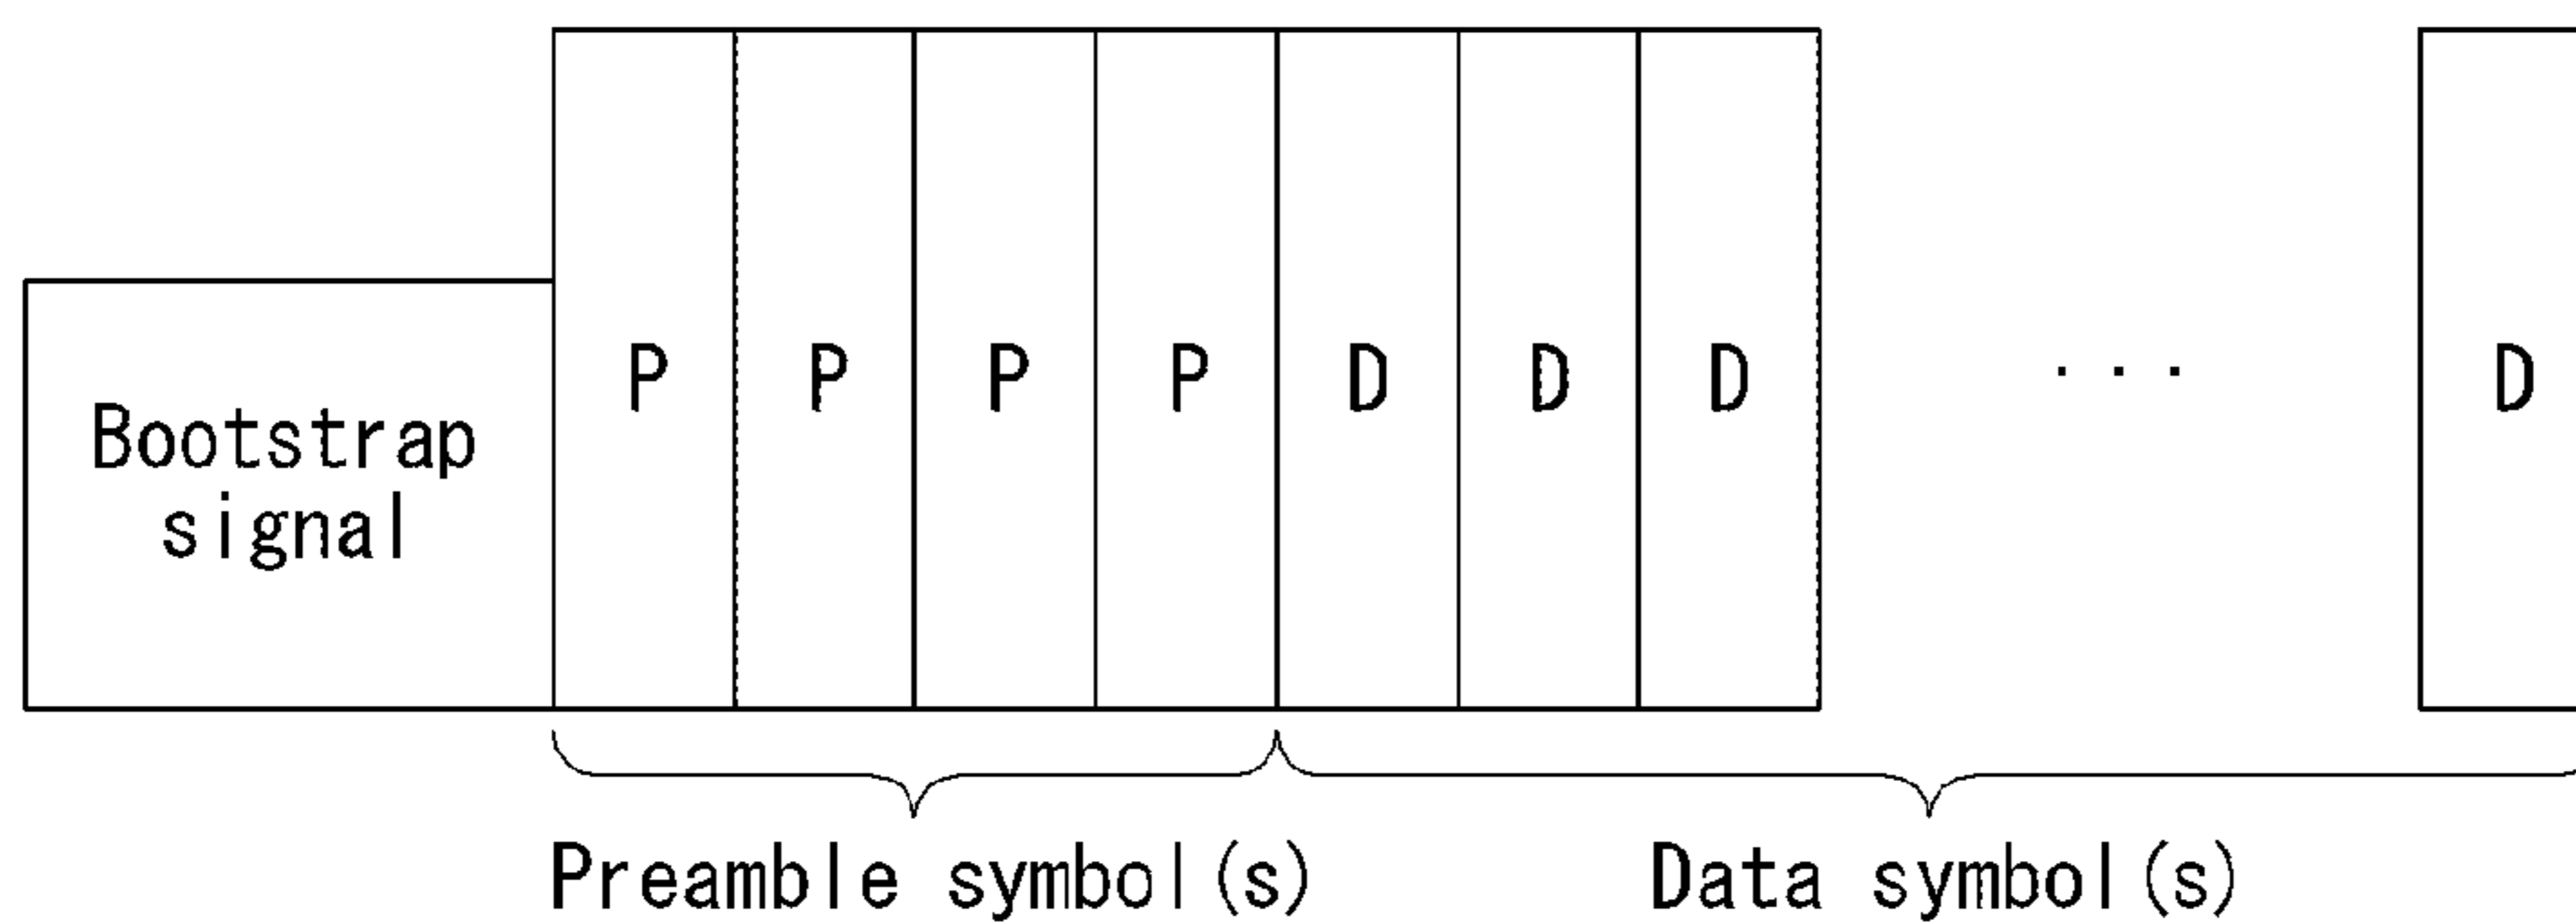 Bootstrap
signal
P P P P D D D ... D
Preamble symbol(s)
Data symbol(s)